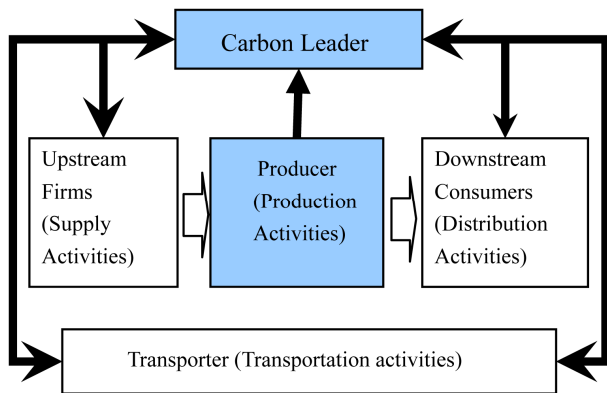 Carbon Leader
Upstream
Firms
(Supply
Activities)
Producer
(Production
Activities)
Downstream
Consumers
(Distribution
Activities)
Transporter (Transportation activities)